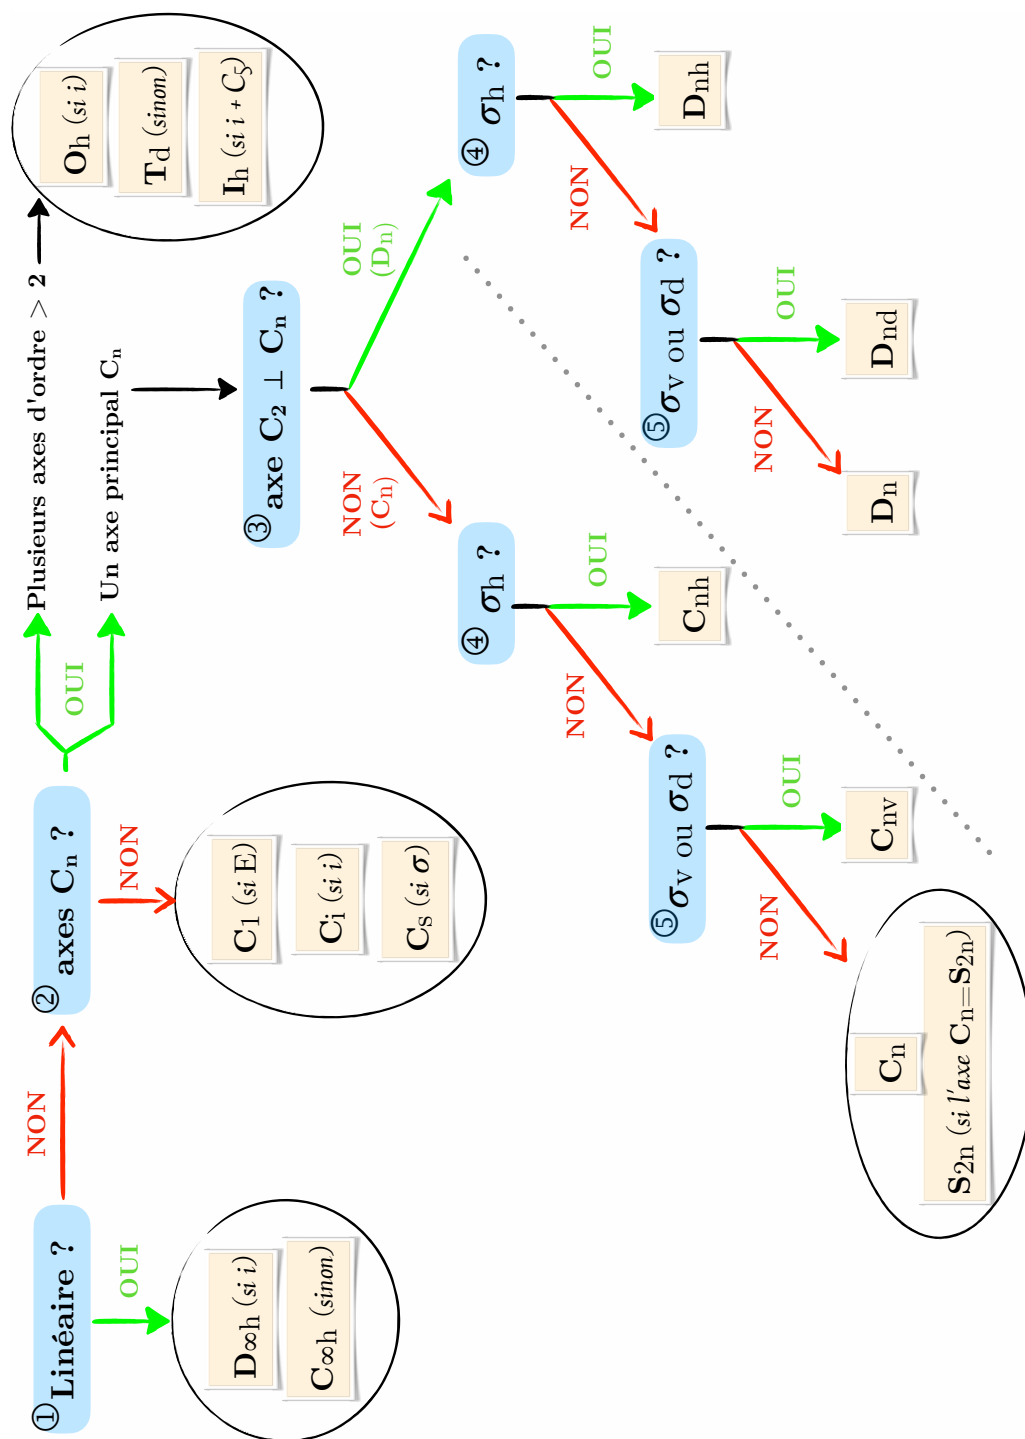 ① Linéaire ?
NON
OUI
D∞h (si i)
C∞h (sinon)
② axes Cn ?
NON
C1 (si E)
Ci (si i)
Cs (si σ)
OUI
Plusieurs axes d'ordre > 2
Oh (si i)
Td (sinon)
Ih (si i + C5)
Un axe principal Cn
③ axe C2 ⊥ Cn ?
NON
(Cn)
OUI
(Dn)
④ σh ?
OUI
Cnh
NON
⑤ σv ou σd ?
OUI
Cnv
NON
Cn
S2n (si l'axe Cn=S2n)
④ σh ?
OUI
Dnh
NON
⑤ σv ou σd ?
OUI
Dnd
NON
Dn